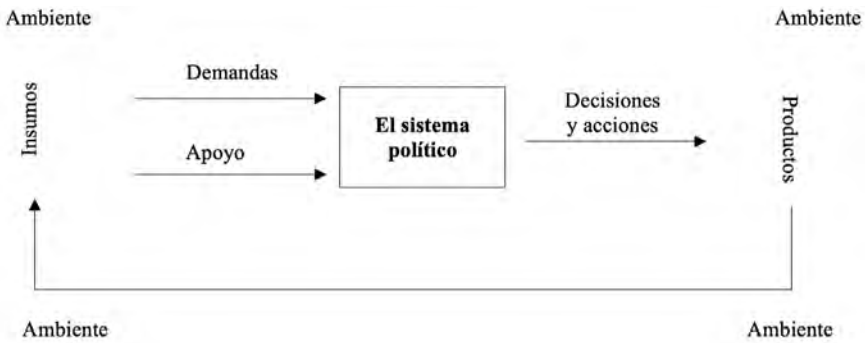 Ambiente
Ambiente
Insumos
Demandas
Apoyo
El sistema
político
Decisiones
y acciones
Productos
Ambiente
Ambiente